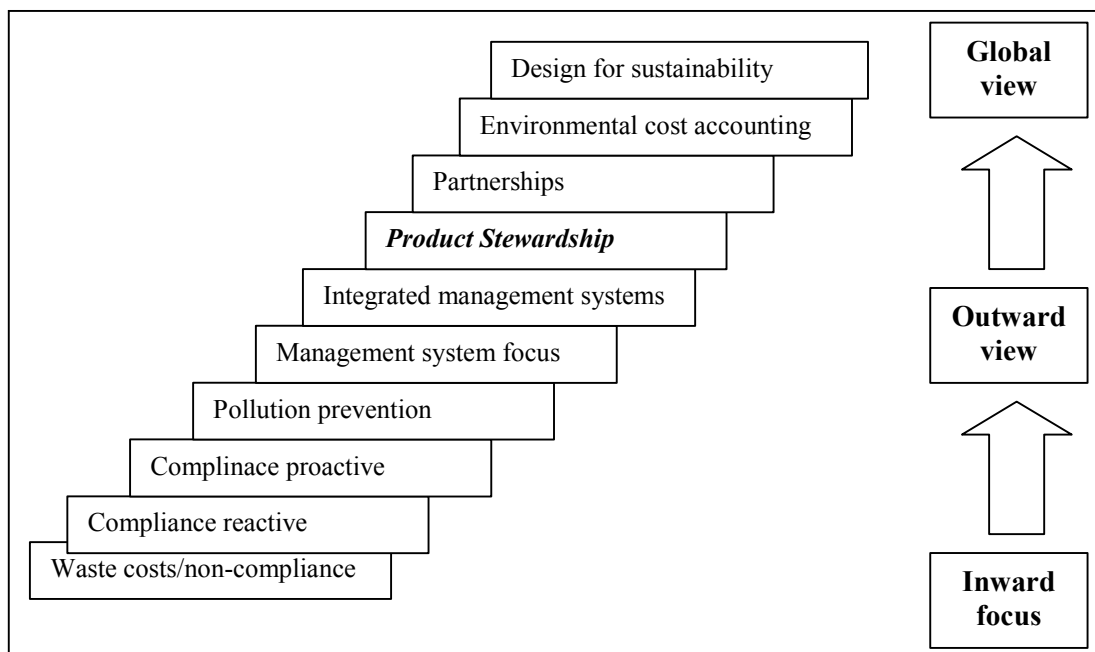 Design for sustainability
Environmental cost accounting
Partnerships
Product Stewardship
Integrated management systems
Management system focus
Pollution prevention
Complinace proactive
Compliance reactive
Waste costs/non-compliance
Global
view
Outward
view
Inward
focus